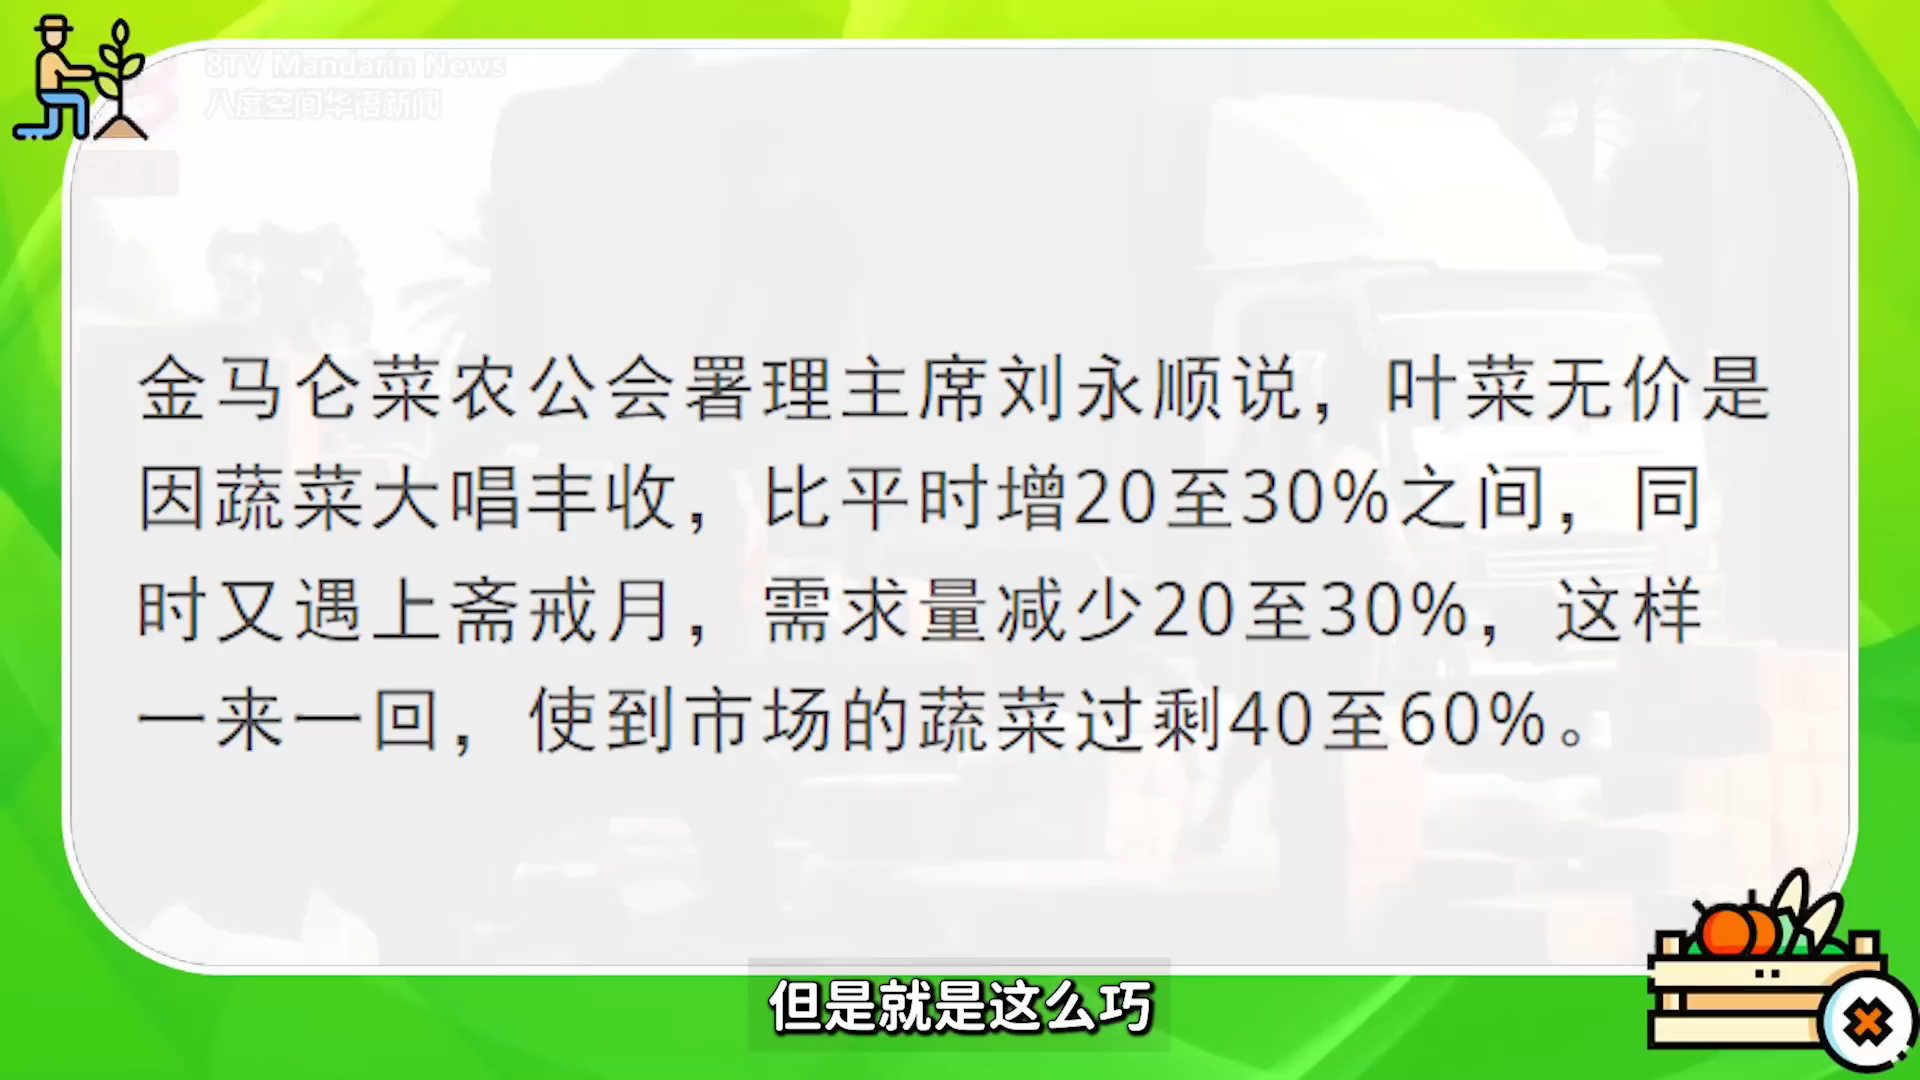 8TV Mandarin News
八度空间华语新闻
金马仑菜农公会署理主席刘永顺说，叶菜无价是
因蔬菜大唱丰收，比平时增20至30%之间，同
时又遇上斋戒月，需求量减少20至30%，这样
一来一回，使到市场的蔬菜过剩40至60%。
但是就是这么巧